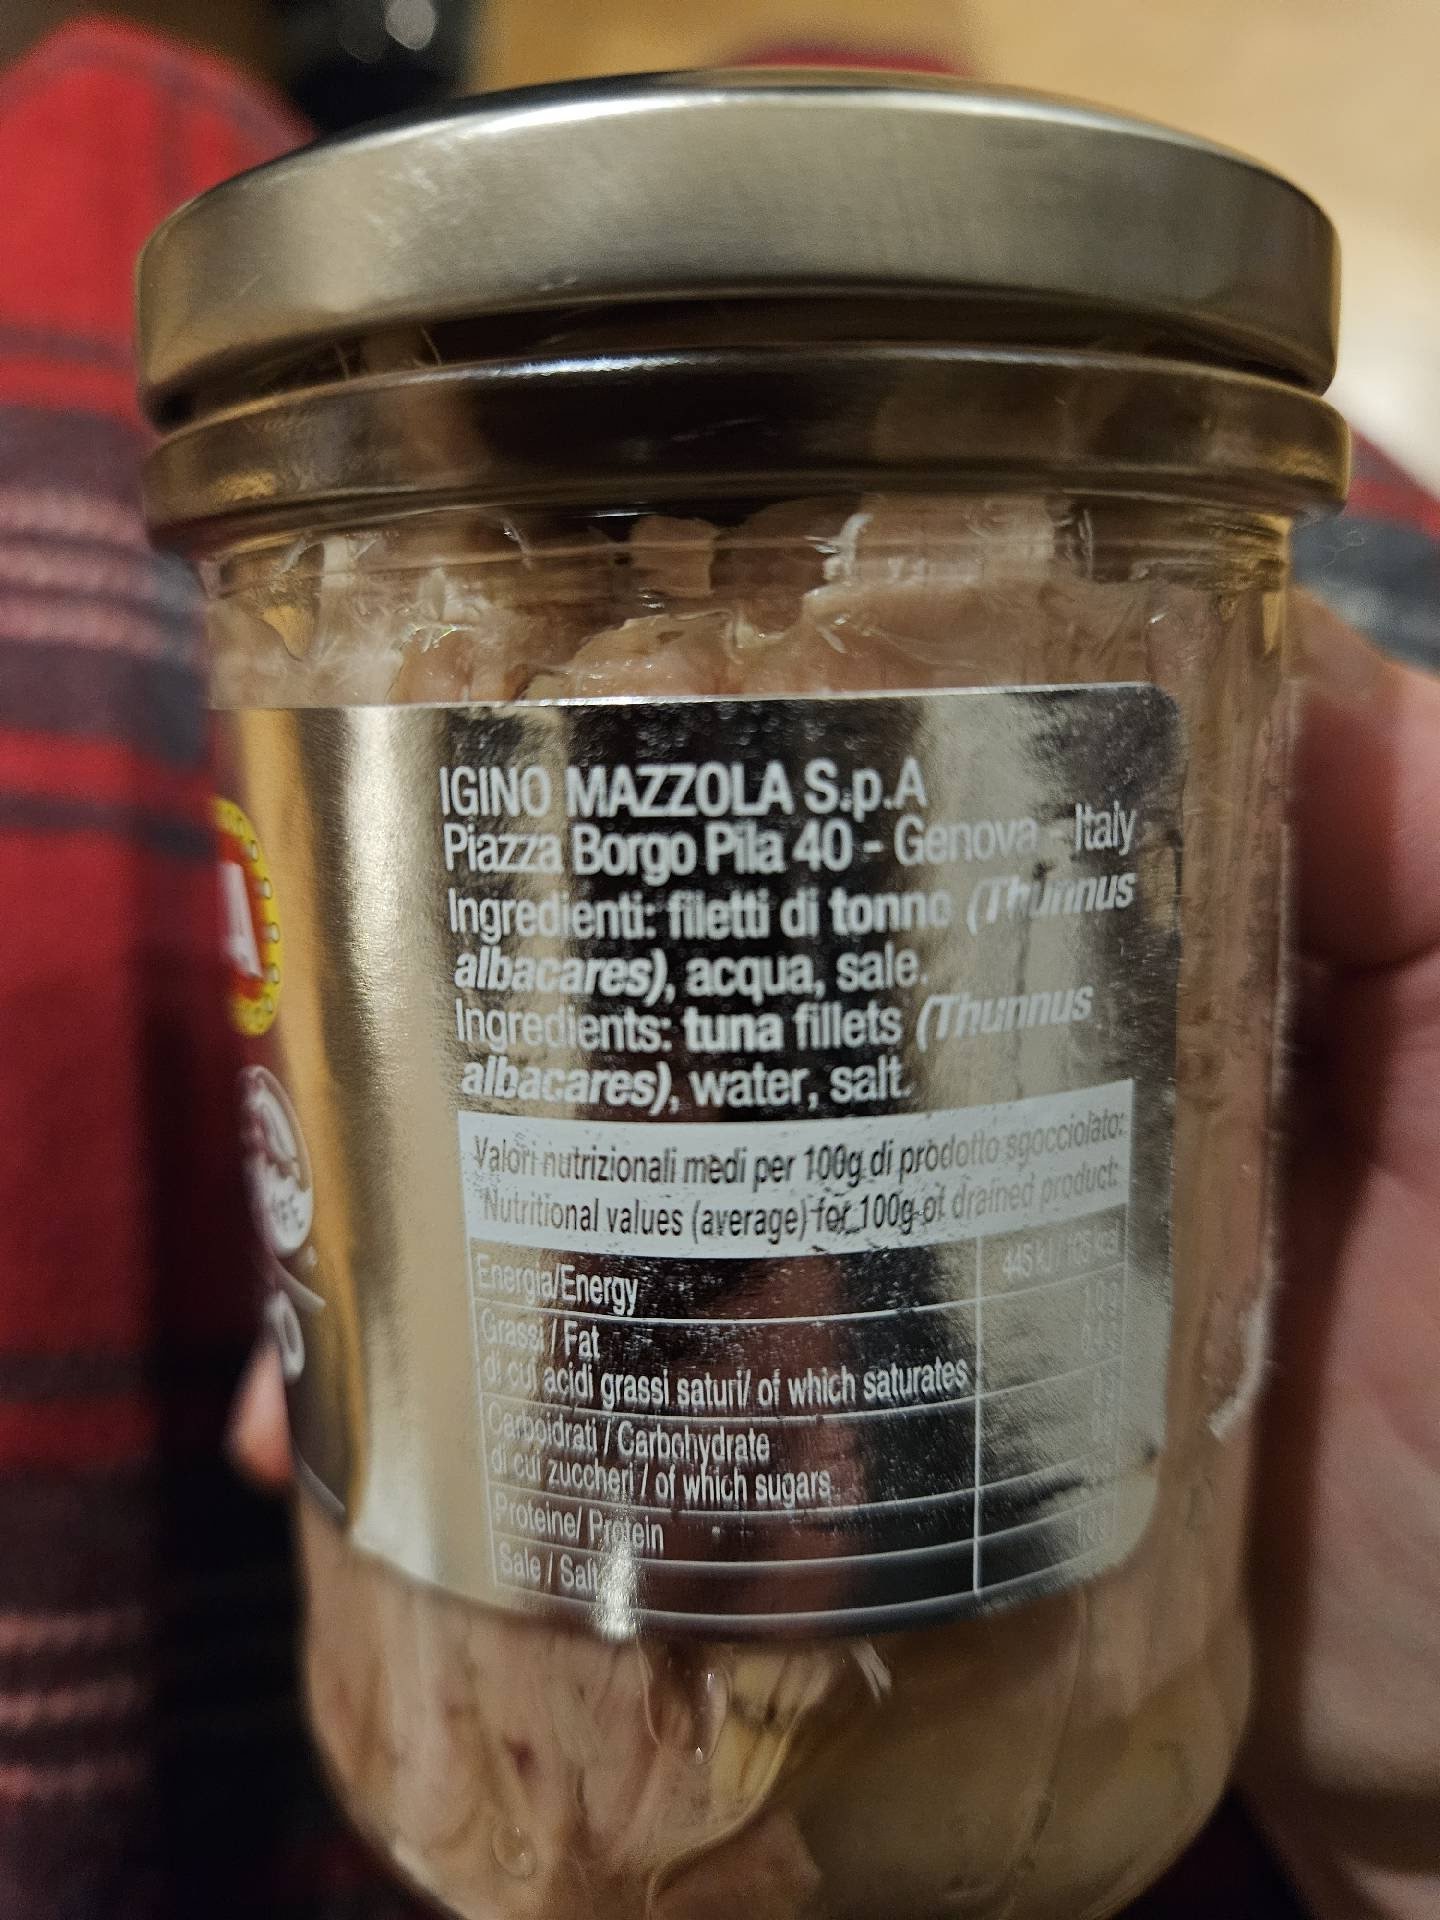 IGINO MAZZOLA S.p.A
Piazza Borgo Pila 40 - Genova - Italy
Ingredienti: filetti di tonno (Thunnus
albacares), acqua, sale.
Ingredients: tuna fillets (Thunnus
albacares), water, salt.
Valori nutrizionali medi per 100g di prodotto sgocciolato:
Nutritional values (average) for 100g of drained product:
Energia/Energy
Grassi / Fat
di cui acidi grassi saturi/ of which saturates
Carboidrati / Carbohydrate
di cui zuccheri / of which sugars
Proteine/ Protein
Sale / Salt